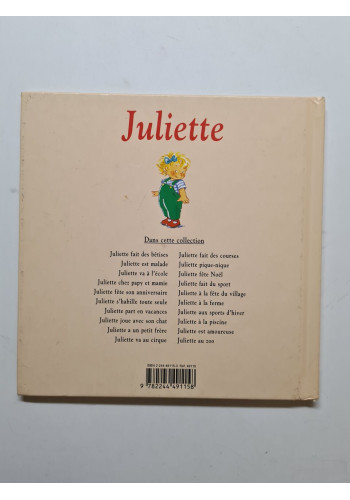 Juliette
Dans cette collection
Juliette fait des bêtises
Juliette est malade
Juliette va à l'école
Juliette chez papy et mamie
Juliette fête son anniversaire
Juliette s'habille toute seule
Juliette part en vacances
Juliette joue avec son chat
Juliette a un petit frère
Juliette va au cirque
Juliette fait des courses
Juliette pique-nique
Juliette fête Noël
Juliette fait du sport
Juliette à la fête du village
Juliette à la ferme
Juliette aux sports d'hiver
Juliette à la piscine
Juliette est amoureuse
Juliette au zoo
9 782244 491158